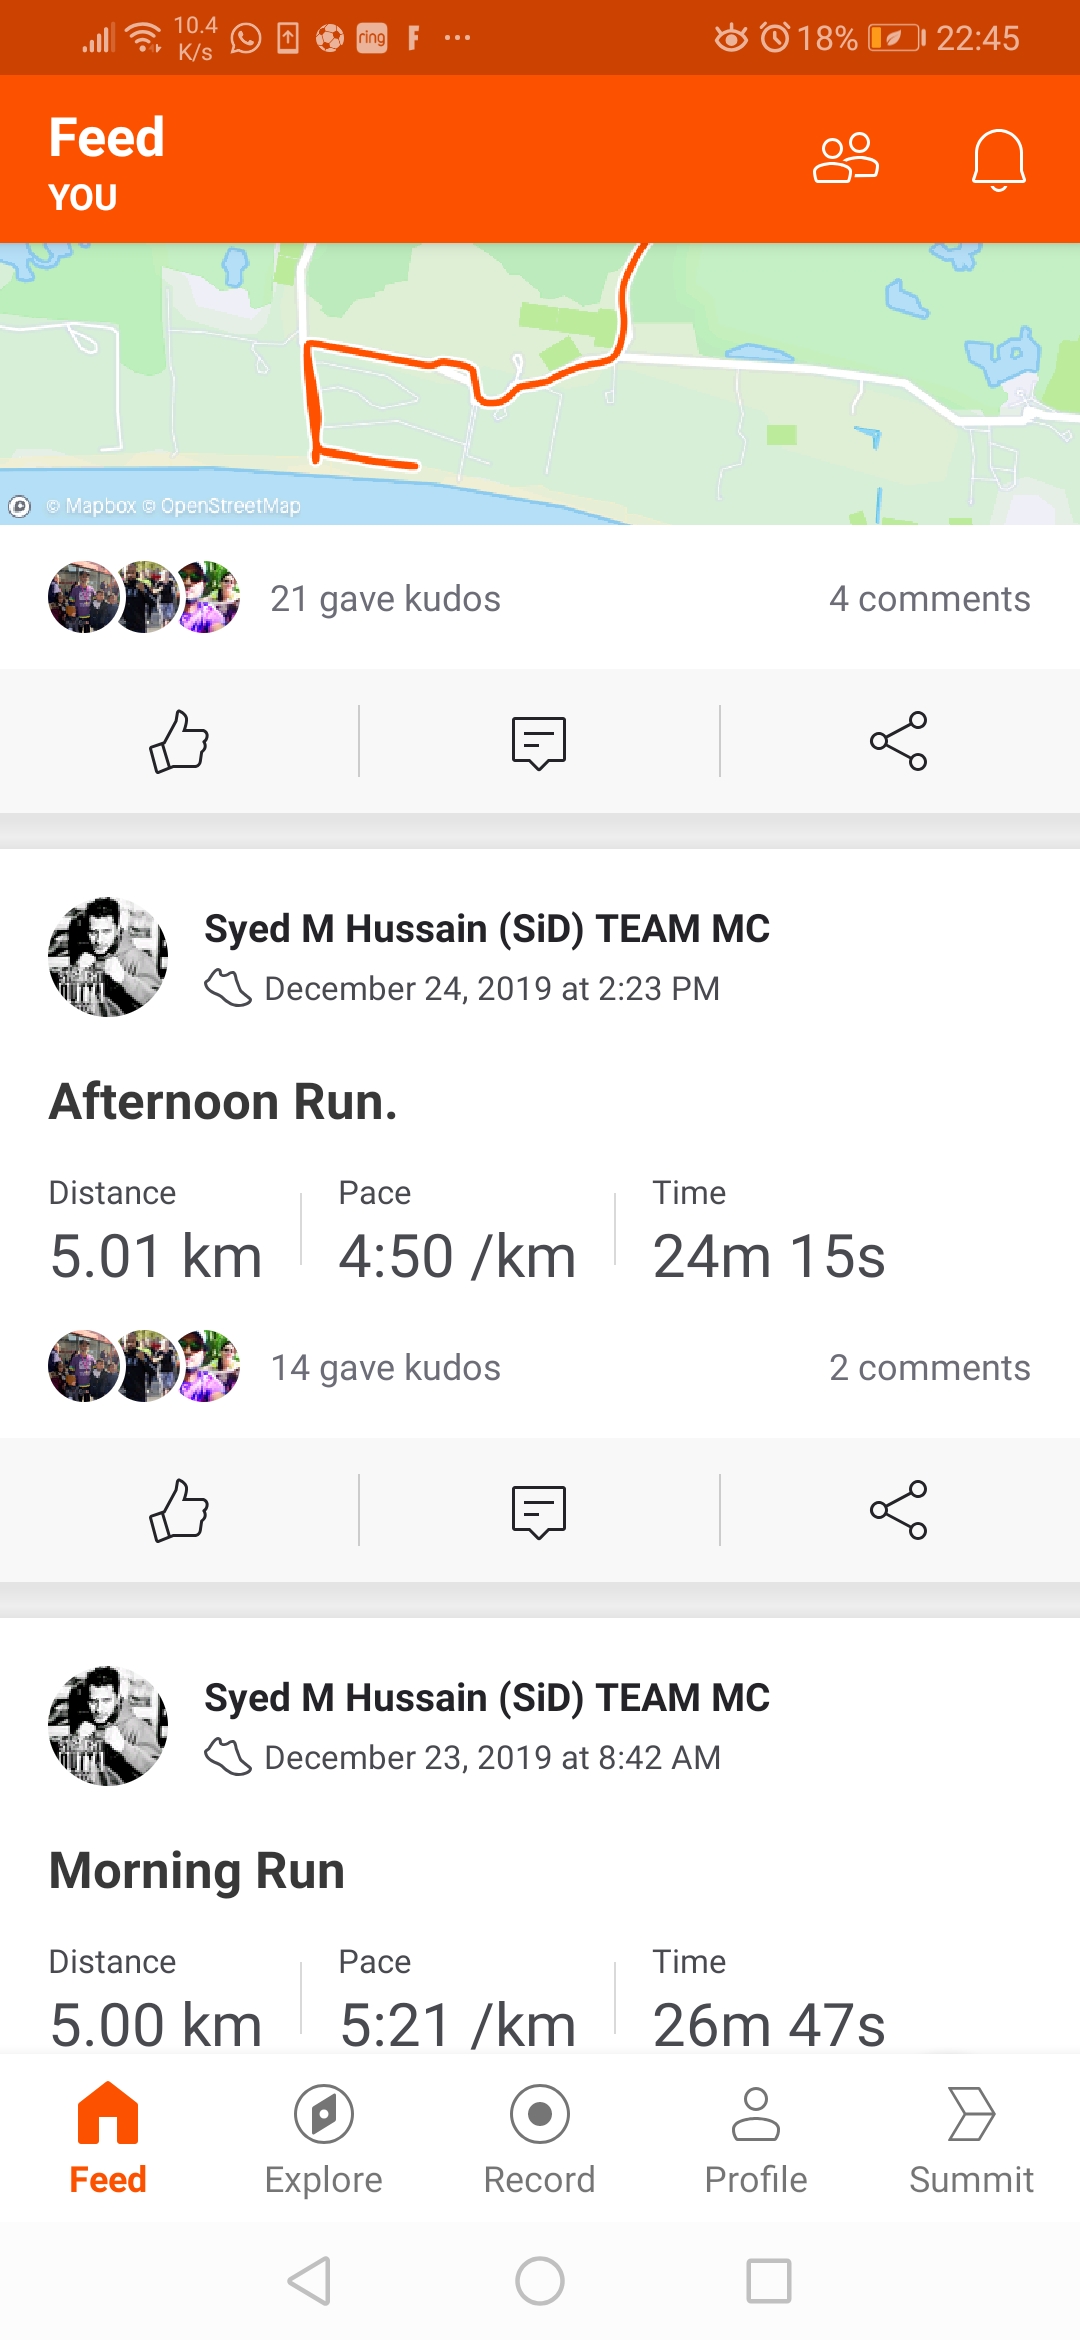 10.4
K/s
ring
F
18%
22:45
Feed
YOU
© Mapbox © OpenStreetMap
21 gave kudos
4 comments
Syed M Hussain (SiD) TEAM MC
December 24, 2019 at 2:23 PM
Afternoon Run.
Distance Pace Time
5.01 km 4:50 /km 24m 15s
14 gave kudos
2 comments
Syed M Hussain (SiD) TEAM MC
December 23, 2019 at 8:42 AM
Morning Run
Distance Pace Time
5.00 km 5:21 /km 26m 47s
Feed Explore Record Profile Summit